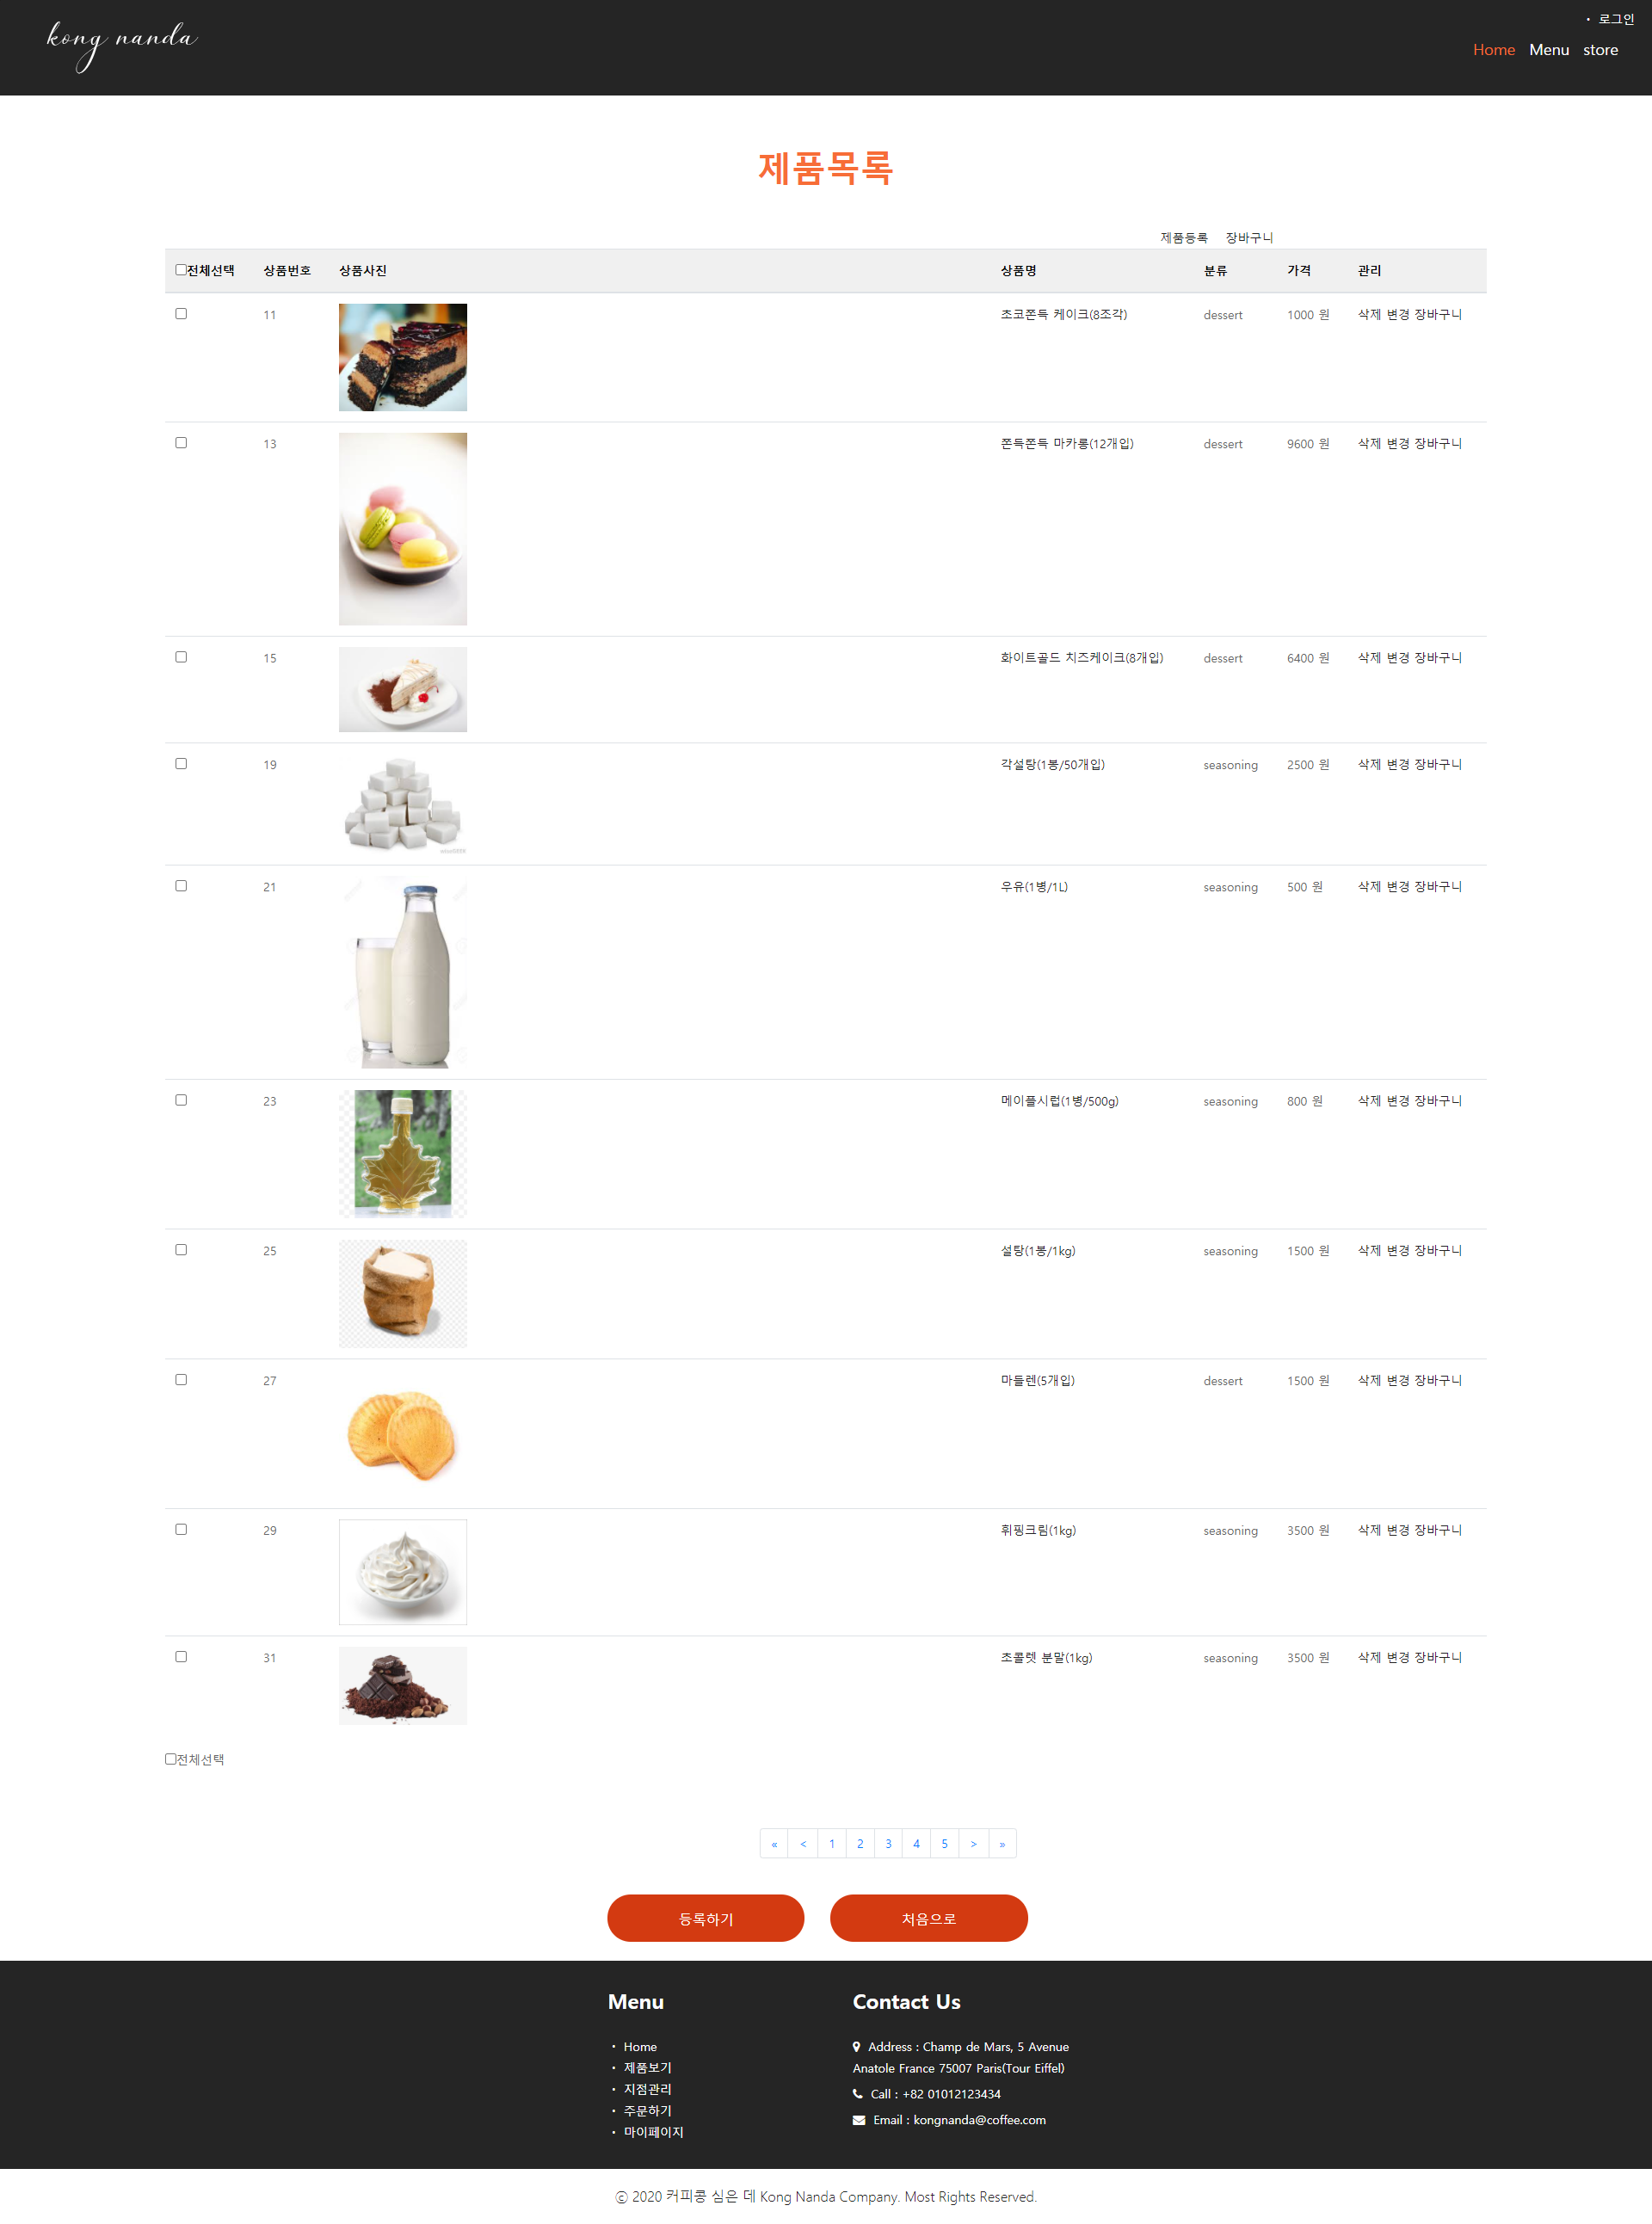 kong nanda
• 로그인
Home Menu store
제품목록
제품등록 장바구니
전체선택 상품번호 상품사진 상품명 분류 가격 관리
11 초코쫀득 케이크(8조각) dessert 1000 원 삭제 변경 장바구니
13 쫀득쫀득 마카롱(12개입) dessert 9600 원 삭제 변경 장바구니
15 화이트골드 치즈케이크(8개입) dessert 6400 원 삭제 변경 장바구니
19 각설탕(1봉/50개입) seasoning 2500 원 삭제 변경 장바구니
21 우유(1병/1L) seasoning 500 원 삭제 변경 장바구니
23 메이플시럽(1병/500g) seasoning 800 원 삭제 변경 장바구니
25 설탕(1봉/1kg) seasoning 1500 원 삭제 변경 장바구니
27 마들렌(5개입) dessert 1500 원 삭제 변경 장바구니
29 휘핑크림(1kg) seasoning 3500 원 삭제 변경 장바구니
31 초콜렛 분말(1kg) seasoning 3500 원 삭제 변경 장바구니
전체선택
« < 1 2 3 4 5 > »
등록하기 처음으로
Menu
• Home
• 제품보기
• 지점관리
• 주문하기
• 마이페이지
Contact Us
Address : Champ de Mars, 5 Avenue
Anatole France 75007 Paris(Tour Eiffel)
Call : +82 01012123434
Email : kongnanda@coffee.com
ⓒ 2020 커피콩 심은 데 Kong Nanda Company. Most Rights Reserved.